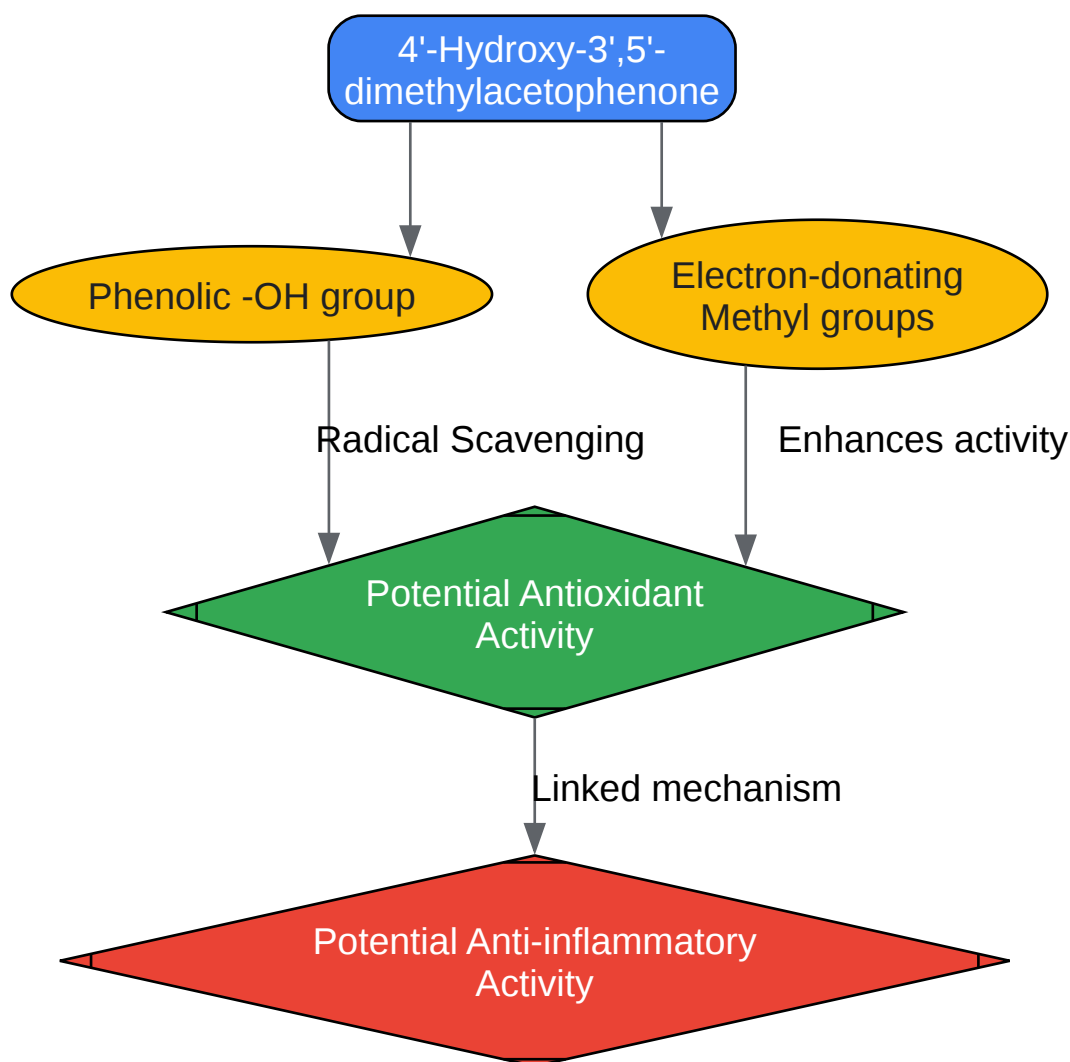 4'-Hydroxy-3',5'-
dimethylacetophenone
Phenolic -OH group
Electron-donating
Methyl groups
Radical Scavenging
Enhances activity
Potential Antioxidant
Activity
Linked mechanism
Potential Anti-inflammatory
Activity